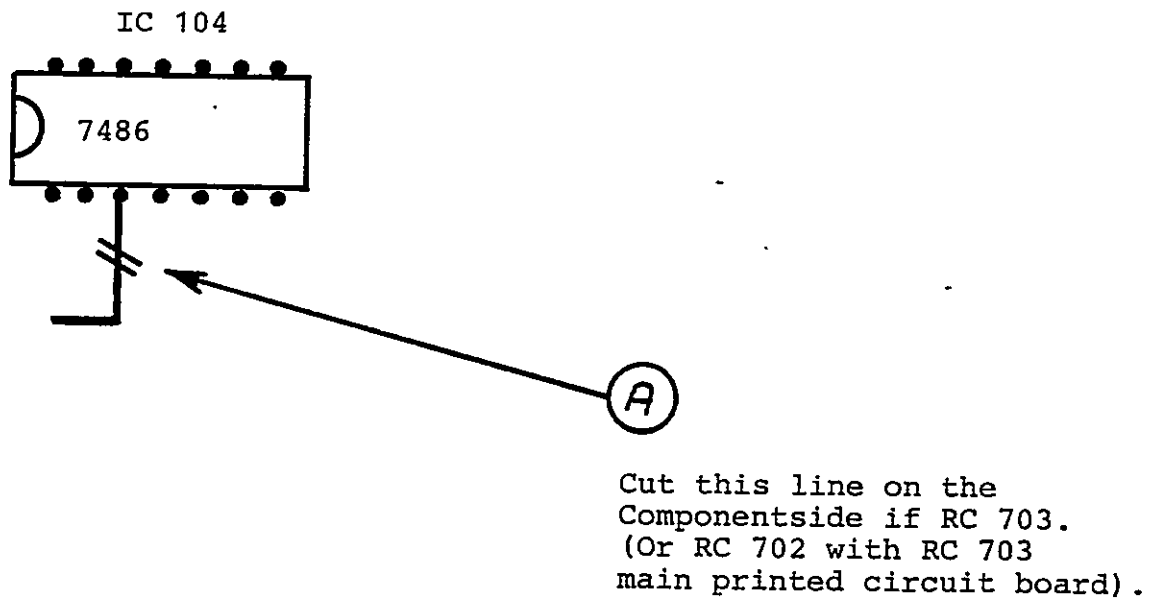 IC 104
7486
A
Cut this line on the
Componentside if RC 703.
(Or RC 702 with RC 703
main printed circuit board).